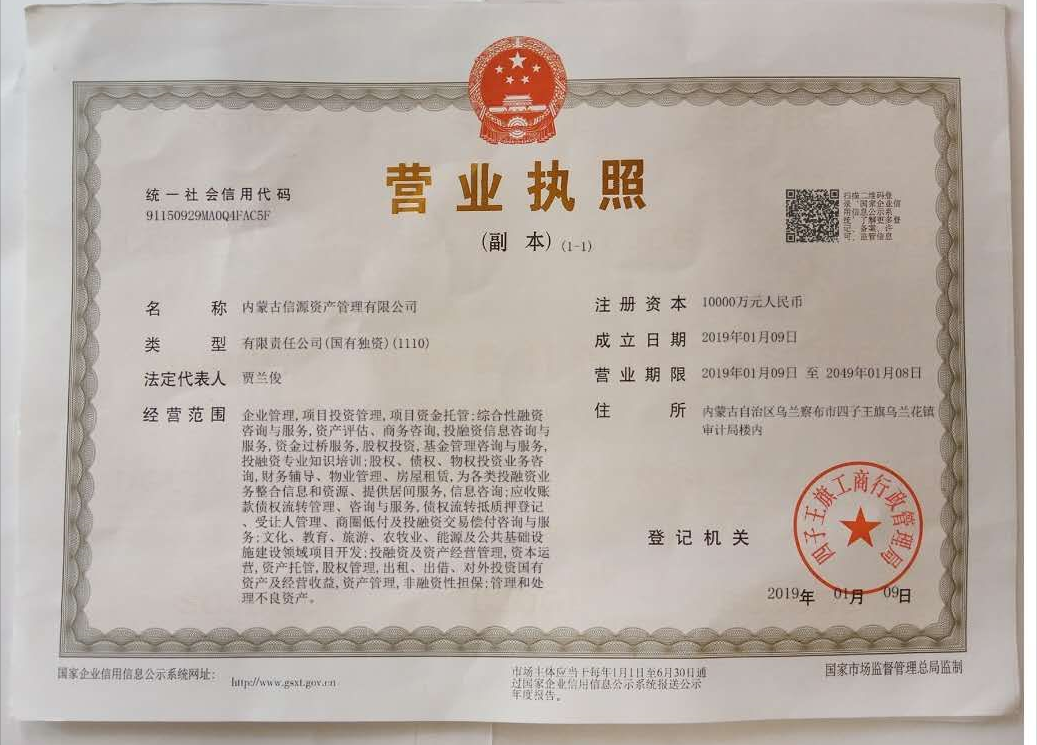 营业执照
(副 本)(1-1)
统一社会信用代码
91150929MA0Q4FAC5F
扫描二维码登
录“国家企业信
用信息公示系
统”了解更多登
记、备案、许
可、监管信息
名 称 内蒙古信源资产管理有限公司
类 型 有限责任公司(国有独资)(1110)
法定代表人 贾兰俊
经营范围 企业管理,项目投资管理,项目资金托管;综合性融资
咨询与服务,资产评估、商务咨询,投融资信息咨询与
服务,资金过桥服务,股权投资,基金管理咨询与服务,
投融资专业知识培训;股权、债权、物权投资业务咨
询,财务辅导、物业管理、房屋租赁,为各类投融资业
务整合信息和资源、提供居间服务,信息咨询;应收账
款债权流转管理、咨询与服务,债权流转抵质押登记
、受让人管理、商圈低付及投融资交易偿付咨询与服
务;文化、教育、旅游、农牧业、能源及公共基础设
施建设领域项目开发;投融资及资产经营管理,资本运
营,资产托管,股权管理,出租、出借、对外投资国有
资产及经营收益,资产管理,非融资性担保;管理和处
理不良资产。
注册资本 10000万元人民币
成立日期 2019年01月09日
营业期限 2019年01月09日 至 2049年01月08日
住 所 内蒙古自治区乌兰察布市四子王旗乌兰花镇
审计局楼内
登记机关
四子王旗工商行政管理局
2019年 01月 09日
国家企业信用信息公示系统网址: http://www.gsxt.gov.cn
市场主体应当于每年1月1日至6月30日通
过国家企业信用信息公示系统报送公示
年度报告。
国家市场监督管理总局监制